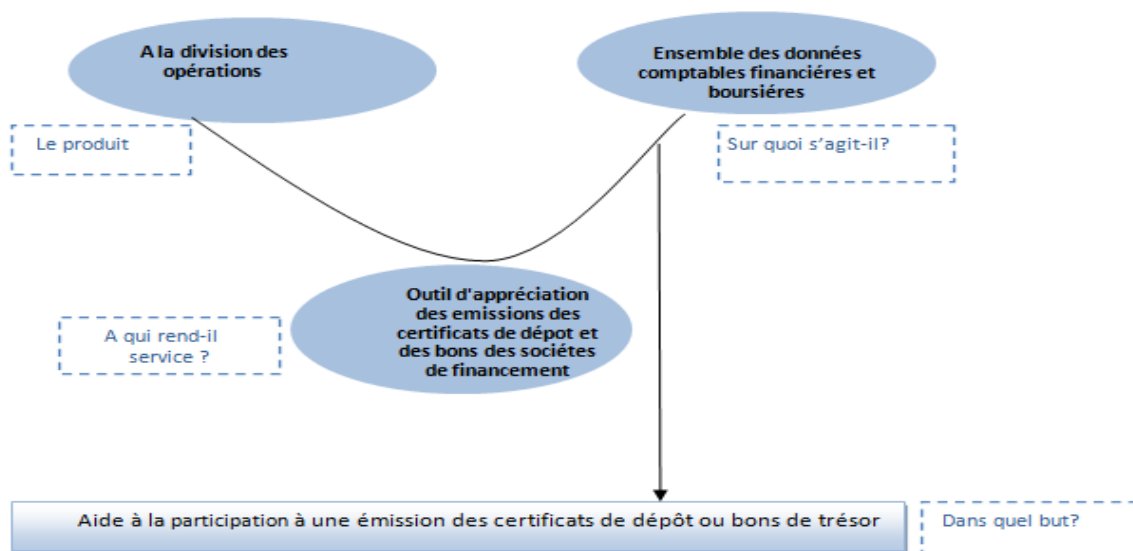 A la division des
opérations
Ensemble des données
comptables financiéres et
boursiéres
Le produit
Sur quoi s'agit-il?
Outil d'appréciation
des emissions des
certificats de dépot et
des bons des sociétes
de financement
A qui rend-il
service ?
Aide à la participation à une émission des certificats de dépôt ou bons de trésor
Dans quel but?